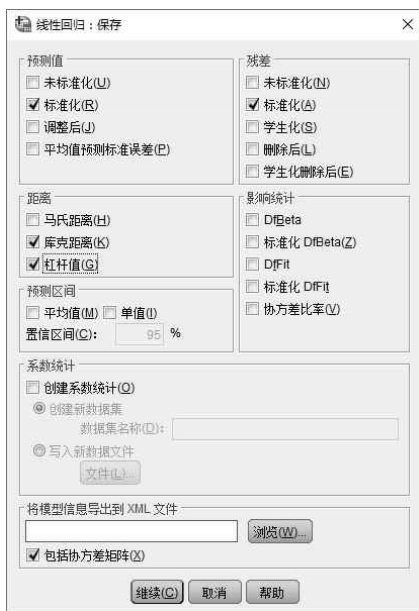 线性回归：保存
预测值
未标准化(U)
标准化(R)
调整后(J)
平均值预测标准误差(P)
残差
未标准化(N)
标准化(A)
学生化(S)
删除后(L)
学生化删除后(E)
距离
马氏距离(H)
库克距离(K)
杠杆值(G)
影响统计
DfBeta
标准化 DfBeta(Z)
DfFit
标准化 DfFit
协方差比率(V)
预测区间
平均值(M) 单值(I)
置信区间(C)： 95 %
系数统计
创建系数统计(O)
创建新数据集
数据集名称(D)：
写入新数据文件
文件(L)...
将模型信息导出到 XML 文件
浏览(W)...
包括协方差矩阵(X)
继续(C) 取消 帮助